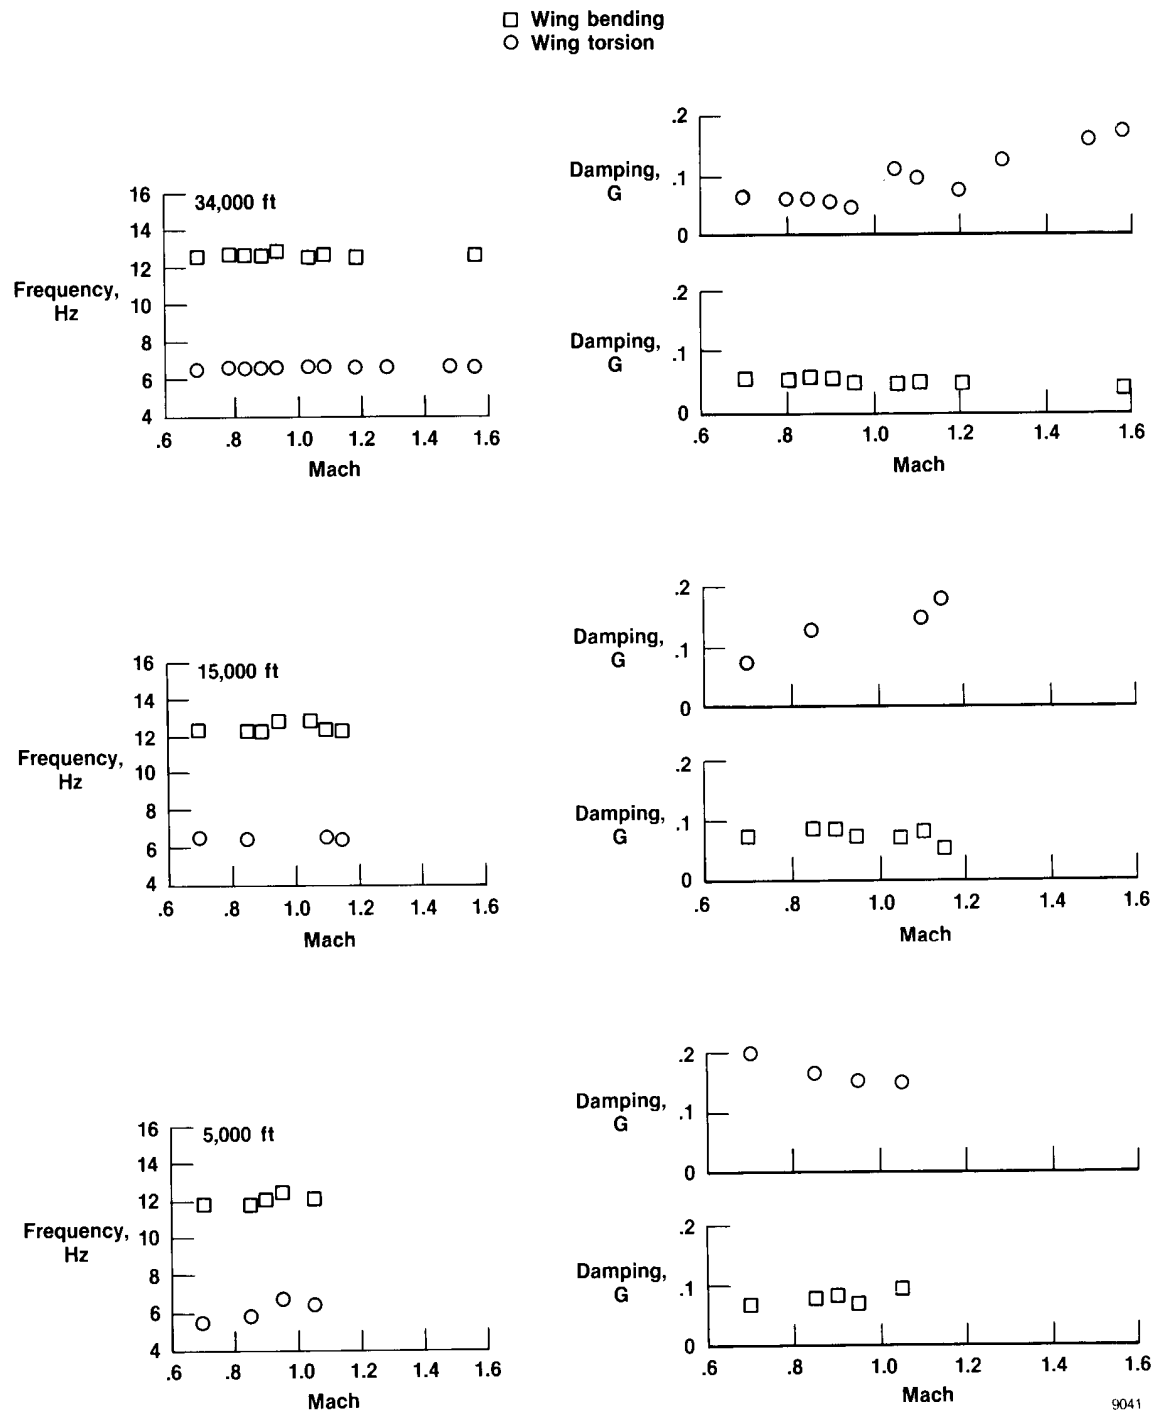 Wing bending
Wing torsion
34,000 ft
Frequency,
Hz
16
14
12
10
8
6
4
.6 .8 1.0 1.2 1.4 1.6
Mach
Damping,
G
.2
.1
0
Damping,
G
.2
.1
0
.6 .8 1.0 1.2 1.4 1.6
Mach
15,000 ft
Frequency,
Hz
16
14
12
10
8
6
4
.6 .8 1.0 1.2 1.4 1.6
Mach
Damping,
G
.2
.1
0
Damping,
G
.2
.1
0
.6 .8 1.0 1.2 1.4 1.6
Mach
5,000 ft
Frequency,
Hz
16
14
12
10
8
6
4
.6 .8 1.0 1.2 1.4 1.6
Mach
Damping,
G
.2
.1
0
Damping,
G
.2
.1
0
.6 .8 1.0 1.2 1.4 1.6
Mach
9041